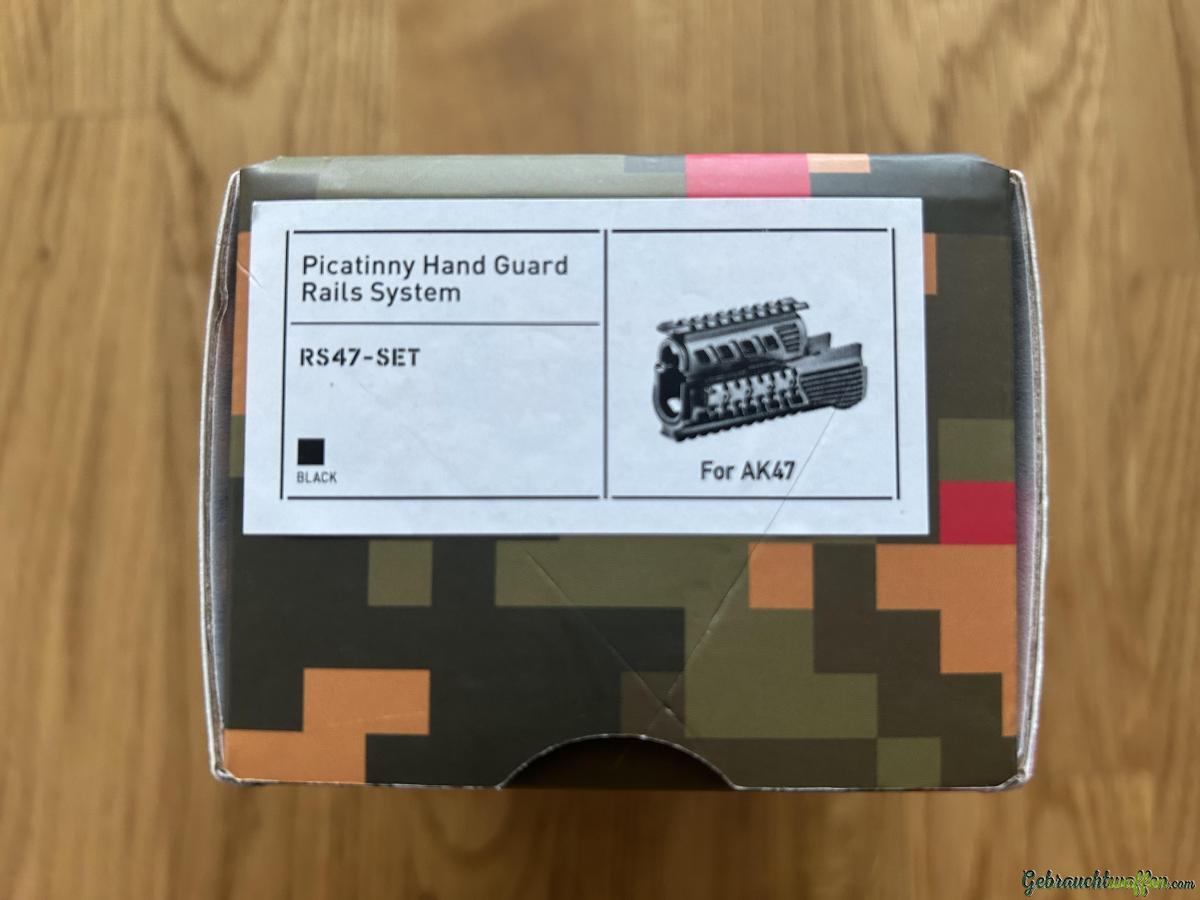 Picatinny Hand Guard
Rails System
RS47-SET
BLACK
For AK47
Gebrauchtwaffen.com